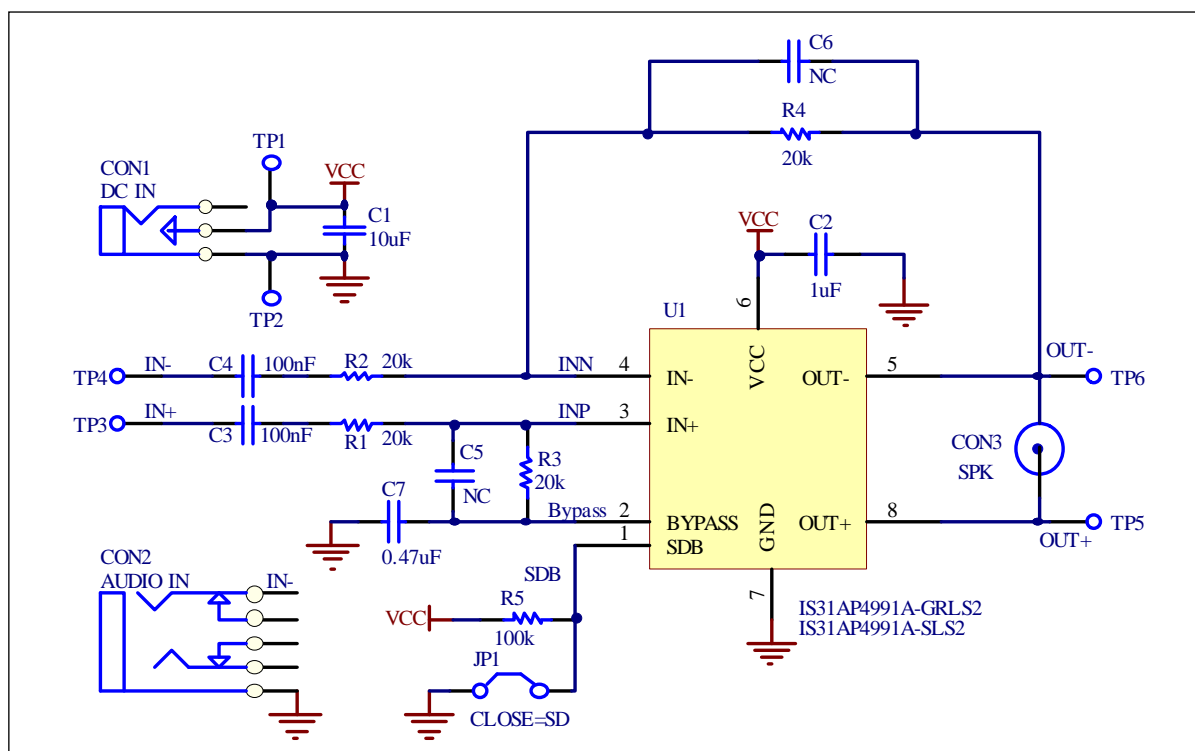 C6
NC
R4
20k
TP1
CON1
DC IN
VCC
C1
10uF
TP2
VCC
C2
1uF
6
U1
VCC
TP4
IN-
C4
100nF
R2
20k
INN
4
IN-
OUT-
5
OUT-
TP6
TP3
IN+
C3
100nF
R1
20k
INP
3
IN+
C5
NC
R3
20k
CON3
SPK
C7
0.47uF
Bypass
2
BYPASS
1
SDB
GND
OUT+
8
TP5
OUT+
CON2
AUDIO IN
IN-
SDB
VCC
R5
100k
7
IS31AP4991A-GRLS2
IS31AP4991A-SLS2
JP1
CLOSE=SD